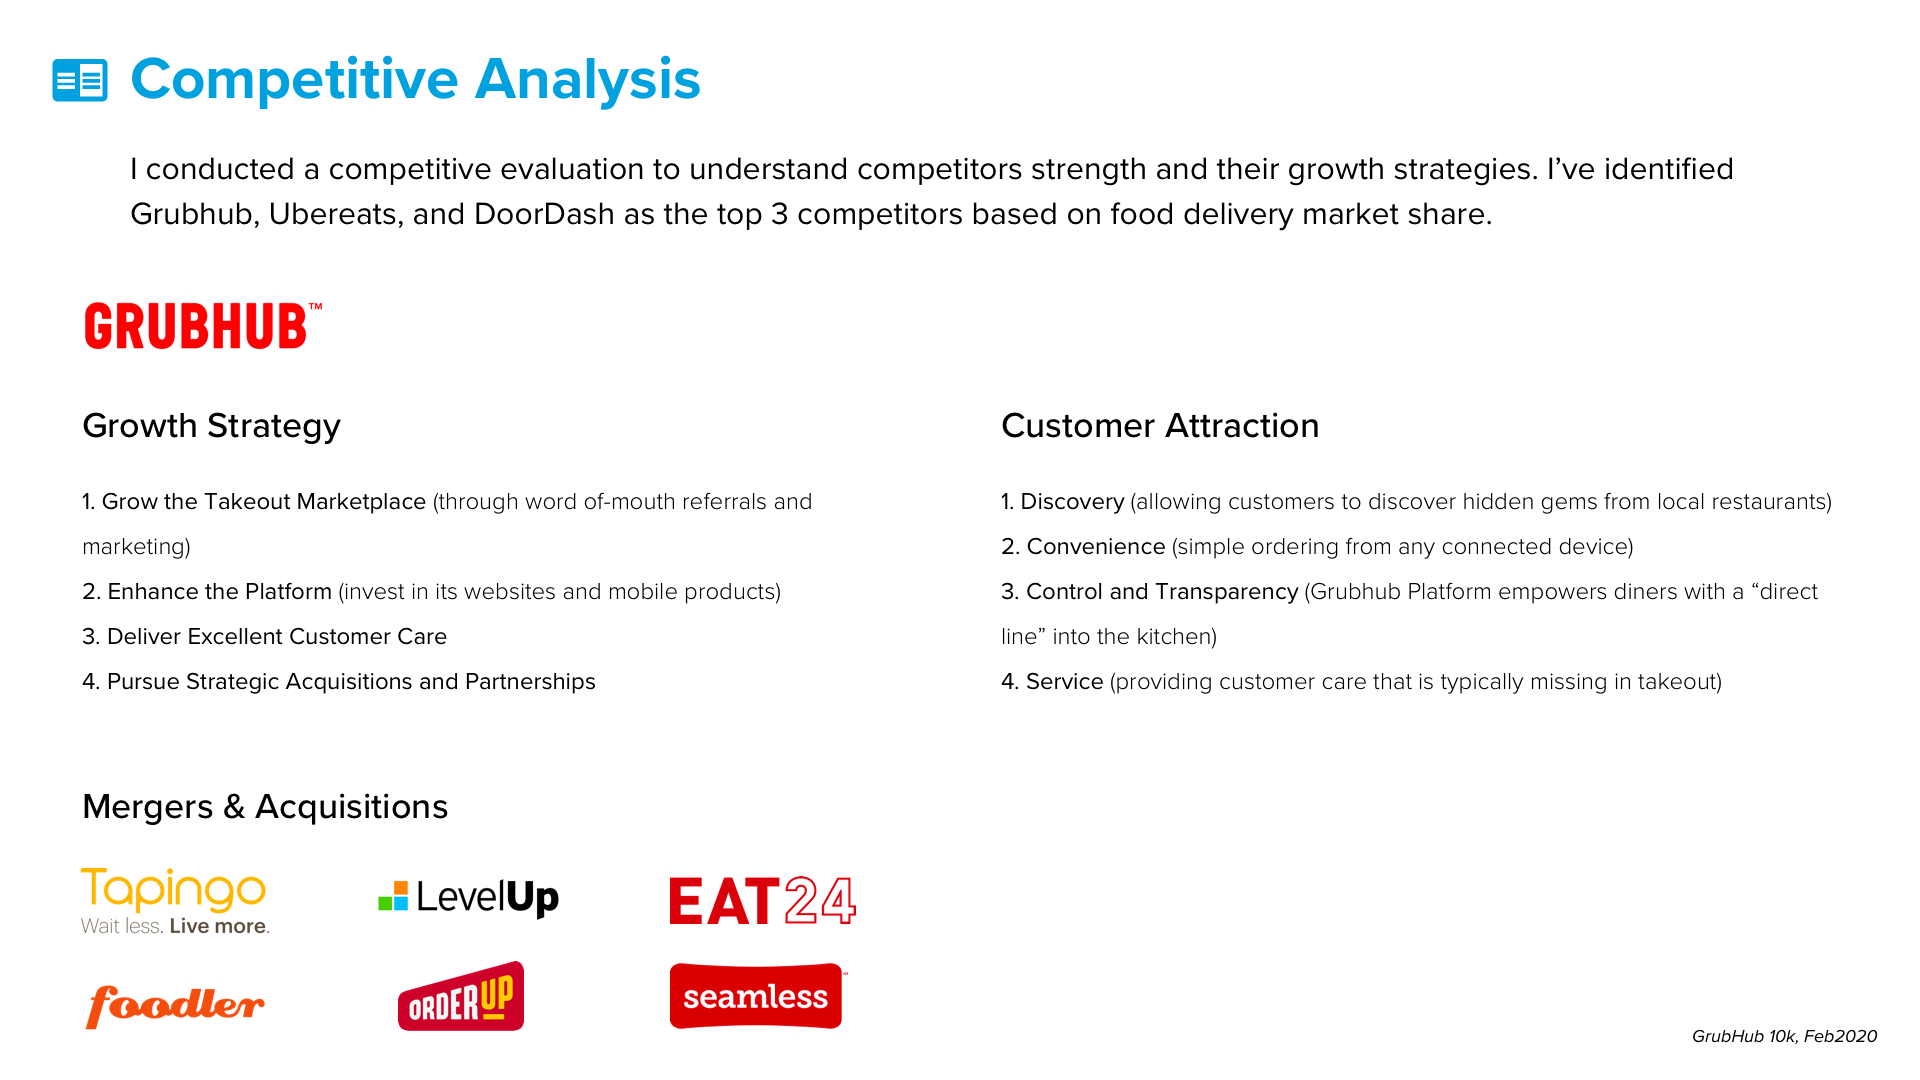 Competitive Analysis
I conducted a competitive evaluation to understand competitors strength and their growth strategies. I’ve identified
Grubhub, Ubereats, and DoorDash as the top 3 competitors based on food delivery market share.
GRUBHUB™
Growth Strategy
1. Grow the Takeout Marketplace (through word of-mouth referrals and
marketing)
2. Enhance the Platform (invest in its websites and mobile products)
3. Deliver Excellent Customer Care
4. Pursue Strategic Acquisitions and Partnerships
Customer Attraction
1. Discovery (allowing customers to discover hidden gems from local restaurants)
2. Convenience (simple ordering from any connected device)
3. Control and Transparency (Grubhub Platform empowers diners with a “direct
line” into the kitchen)
4. Service (providing customer care that is typically missing in takeout)
Mergers & Acquisitions
Tapingo
Wait less. Live more.
LevelUp
EAT24
foodler
ORDERUP
seamless™
GrubHub 10k, Feb2020